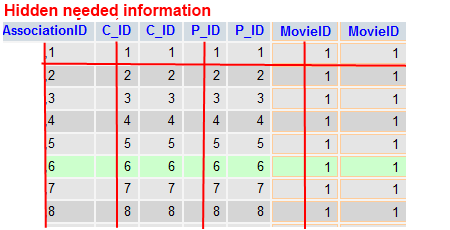 Hidden needed, information
AssociationID C_ID C_ID P_ID P_ID MovieID MovieID
1 1 1 1 1 1 1
2 2 2 2 2 1 1
3 3 3 3 3 1 1
4 4 4 4 4 1 1
5 5 5 5 5 1 1
6 6 6 6 6 1 1
7 7 7 7 7 1 1
8 8 8 8 8 1 1